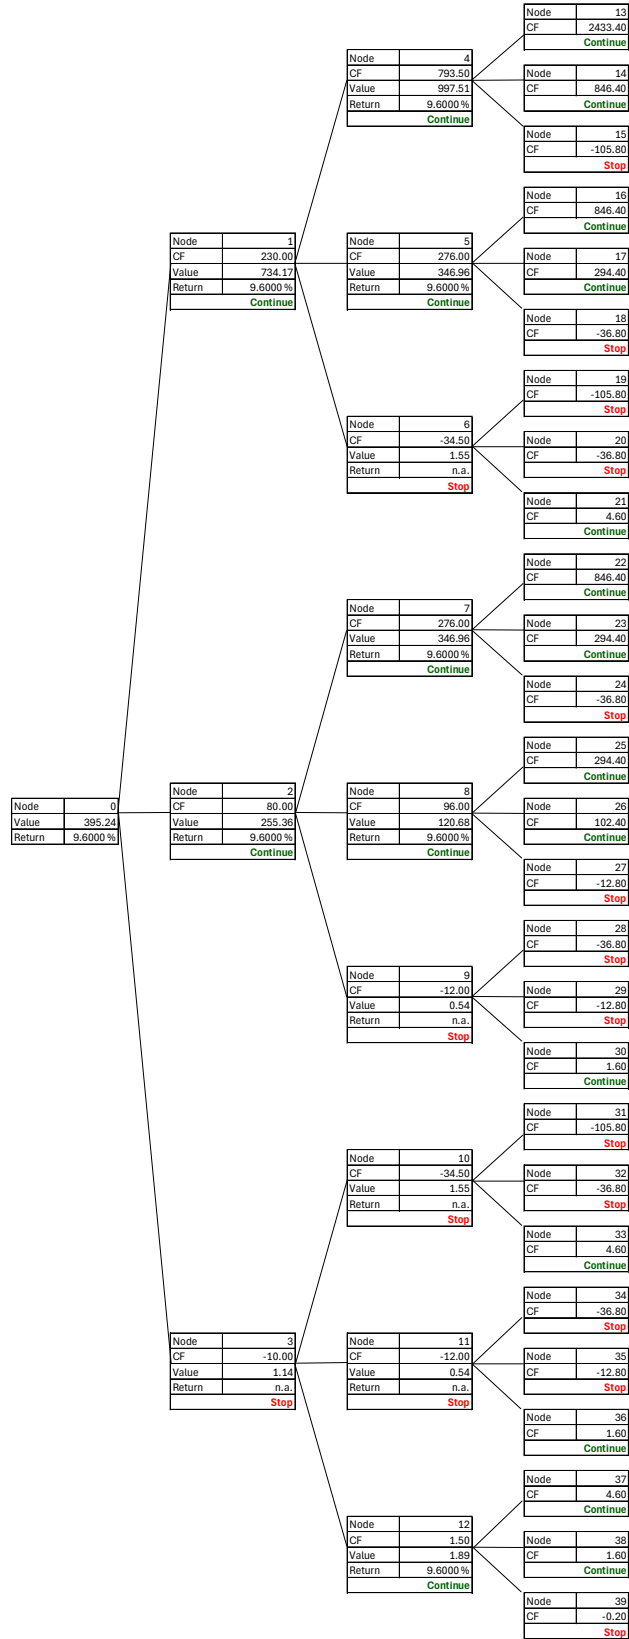 Node 0
Value 395.24
Return 9.6000%
Node 1
CF 230.00
Value 734.17
Return 9.6000%
Continue
Node 2
CF 80.00
Value 255.36
Return 9.6000%
Continue
Node 3
CF -10.00
Value 1.14
Return n.a.
Stop
Node 4
CF 793.50
Value 997.51
Return 9.6000%
Continue
Node 5
CF 276.00
Value 346.96
Return 9.6000%
Continue
Node 6
CF -34.50
Value 1.55
Return n.a.
Stop
Node 7
CF 276.00
Value 346.96
Return 9.6000%
Continue
Node 8
CF 96.00
Value 120.68
Return 9.6000%
Continue
Node 9
CF -12.00
Value 0.54
Return n.a.
Stop
Node 10
CF -34.50
Value 1.55
Return n.a.
Stop
Node 11
CF -12.00
Value 0.54
Return n.a.
Stop
Node 12
CF 1.50
Value 1.89
Return 9.6000%
Continue
Node 13
CF 2433.40
Continue
Node 14
CF 846.40
Continue
Node 15
CF -105.80
Stop
Node 16
CF 846.40
Continue
Node 17
CF 294.40
Continue
Node 18
CF -36.80
Stop
Node 19
CF -105.80
Stop
Node 20
CF -36.80
Stop
Node 21
CF 4.60
Continue
Node 22
CF 846.40
Continue
Node 23
CF 294.40
Continue
Node 24
CF -36.80
Stop
Node 25
CF 294.40
Continue
Node 26
CF 102.40
Continue
Node 27
CF -12.80
Stop
Node 28
CF -36.80
Stop
Node 29
CF -12.80
Stop
Node 30
CF 1.60
Continue
Node 31
CF -105.80
Stop
Node 32
CF -36.80
Stop
Node 33
CF 4.60
Continue
Node 34
CF -36.80
Stop
Node 35
CF -12.80
Stop
Node 36
CF 1.60
Continue
Node 37
CF 4.60
Continue
Node 38
CF 1.60
Continue
Node 39
CF -0.20
Stop